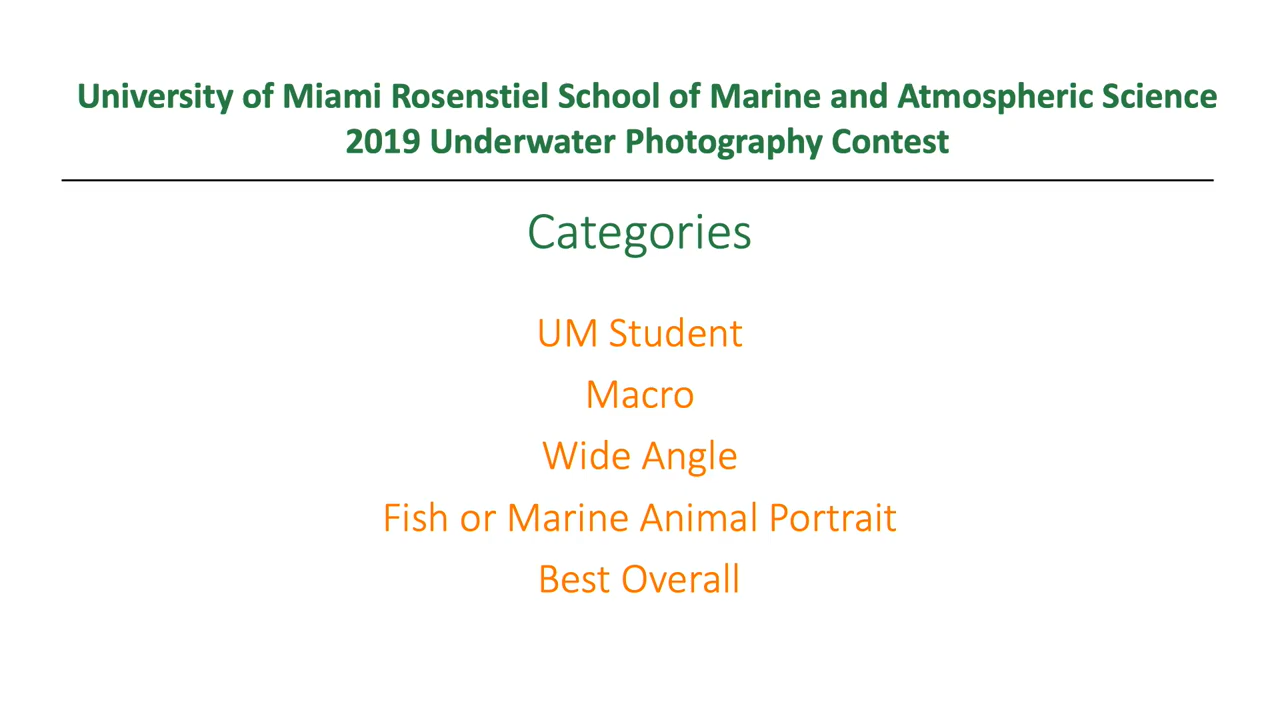 University of Miami Rosenstiel School of Marine and Atmospheric Science
2019 Underwater Photography Contest
Categories
UM Student
Macro
Wide Angle
Fish or Marine Animal Portrait
Best Overall